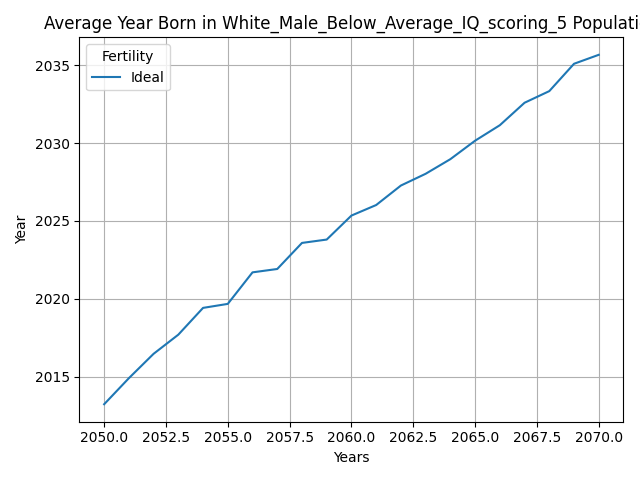 Average Year Born in White_Male_Below_Average_IQ_scoring_5 Populati
Fertility
Ideal
2035
2030
2025
2020
2015
Year
2050.0 2052.5 2055.0 2057.5 2060.0 2062.5 2065.0 2067.5 2070.0
Years